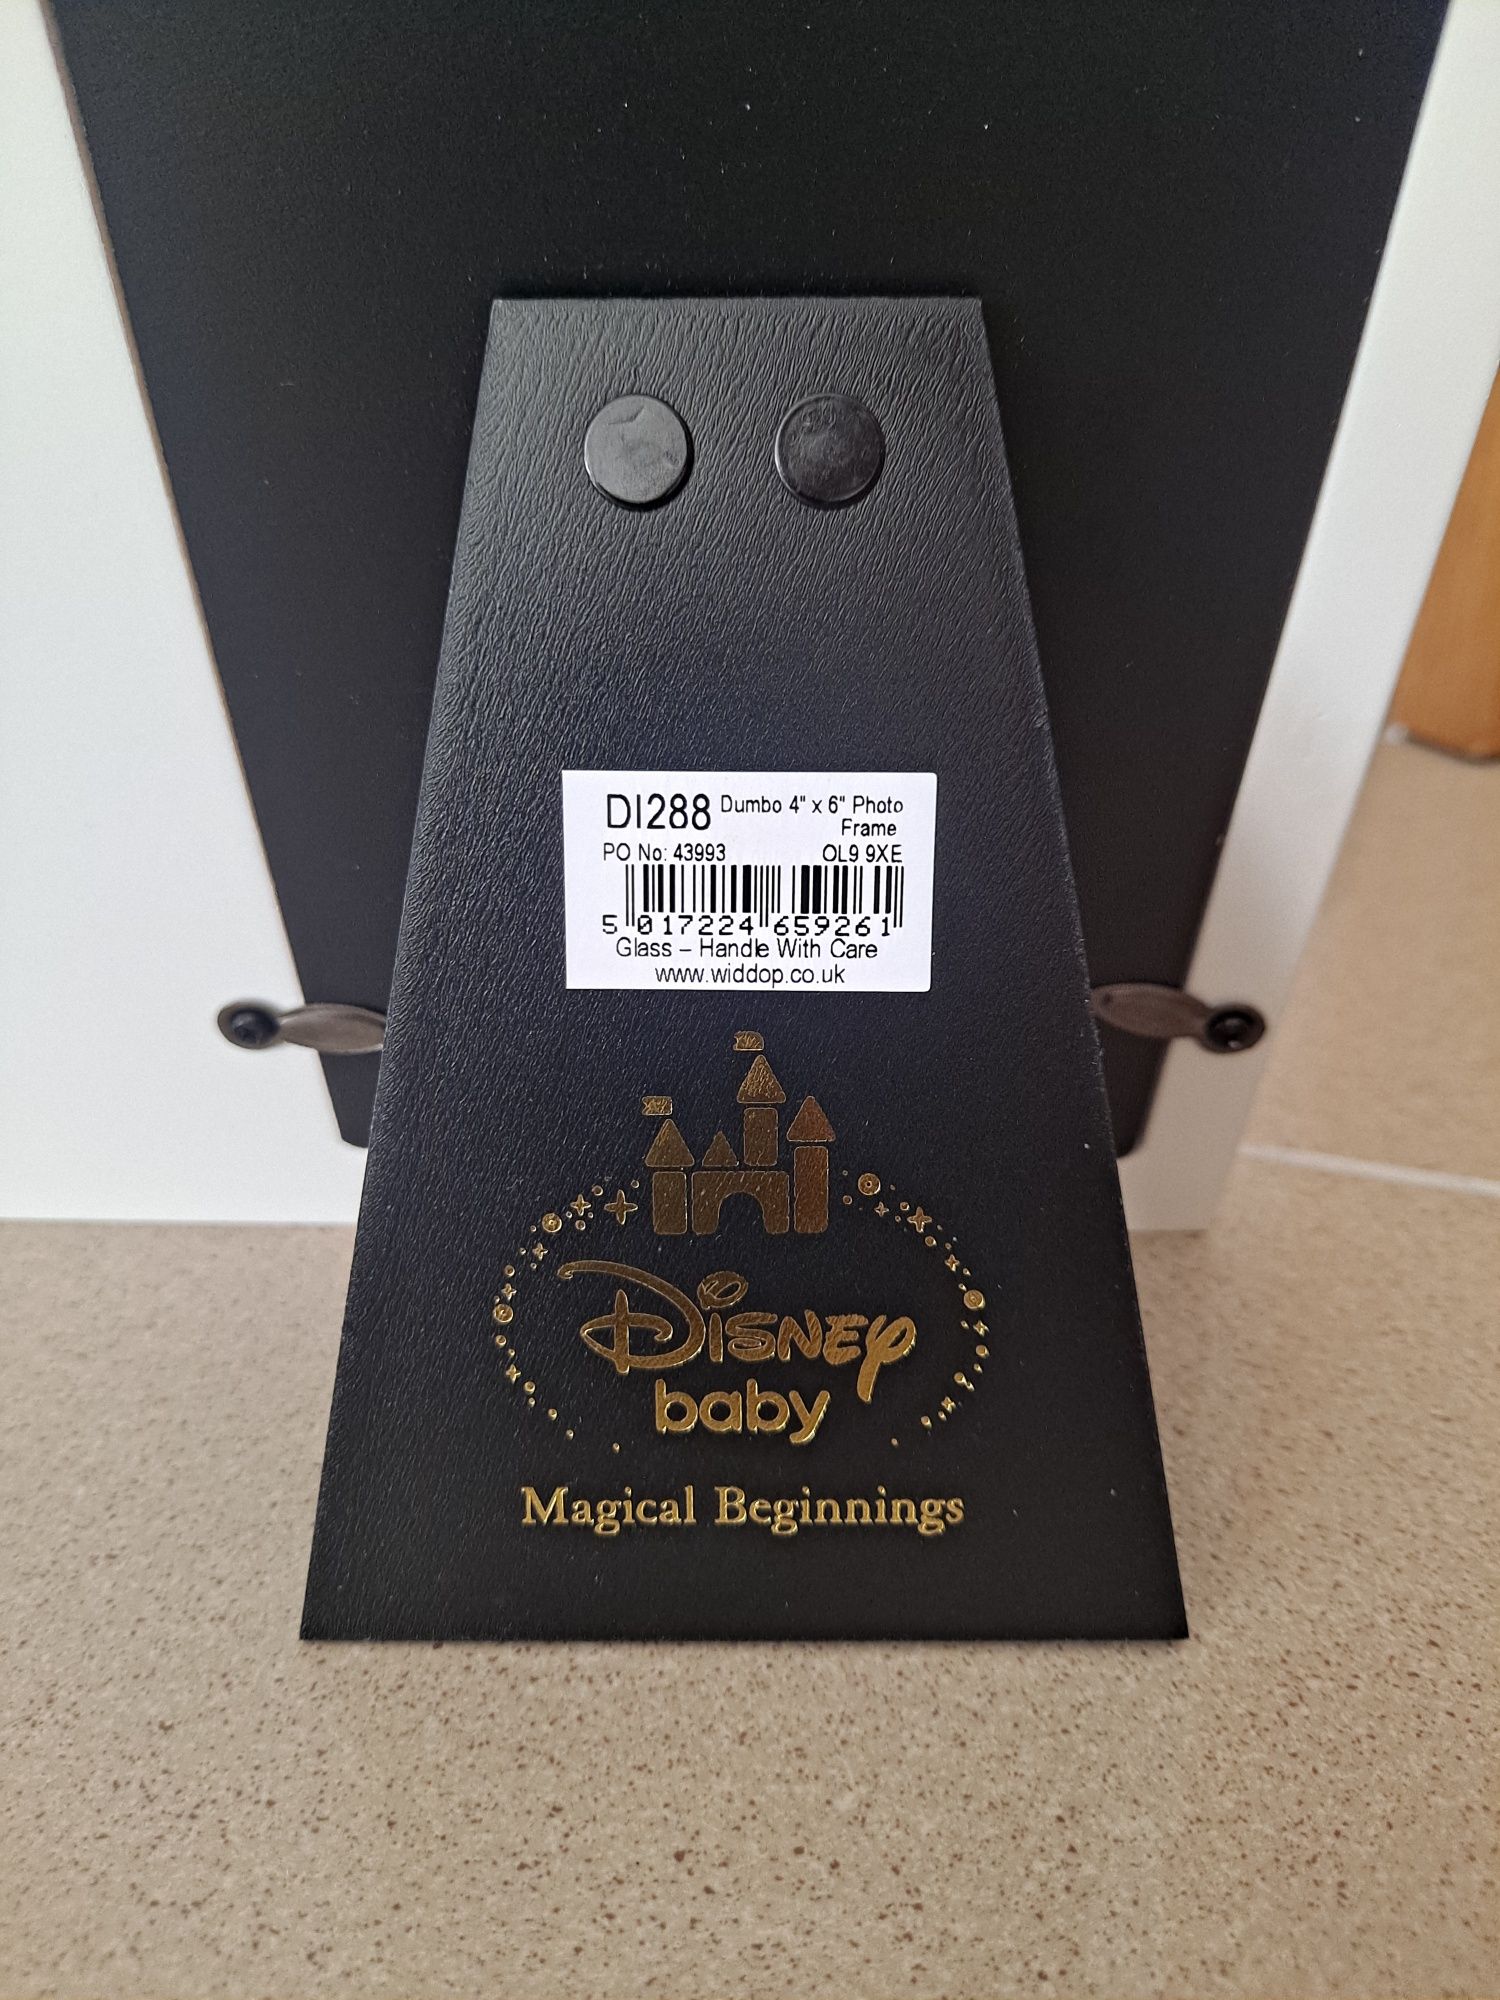 DI288 Dumbo 4" x 6" Photo
Frame
PO No: 43993 OL9 9XE
5 017224 659261
Glass – Handle With Care
www.widdop.co.uk
Disney
baby
Magical Beginnings